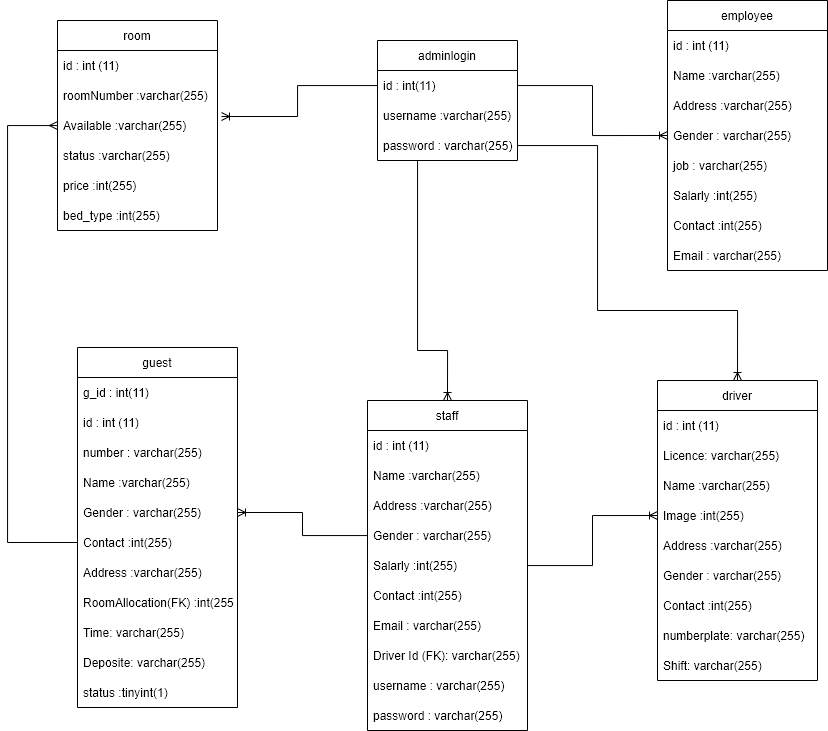 room
id : int (11)
roomNumber :varchar(255)
Available :varchar(255)
status :varchar(255)
price :int(255)
bed_type :int(255)
adminlogin
id : int(11)
username :varchar(255)
password : varchar(255)
employee
id : int (11)
Name :varchar(255)
Address :varchar(255)
Gender : varchar(255)
job : varchar(255)
Salarly :int(255)
Contact :int(255)
Email : varchar(255)
guest
g_id : int(11)
id : int (11)
number : varchar(255)
Name :varchar(255)
Gender : varchar(255)
Contact :int(255)
Address :varchar(255)
RoomAllocation(FK) :int(255
Time: varchar(255)
Deposite: varchar(255)
status :tinyint(1)
staff
id : int (11)
Name :varchar(255)
Address :varchar(255)
Gender : varchar(255)
Salarly :int(255)
Contact :int(255)
Email : varchar(255)
Driver Id (FK): varchar(255)
username : varchar(255)
password : varchar(255)
driver
id : int (11)
Licence: varchar(255)
Name :varchar(255)
Image :int(255)
Address :varchar(255)
Gender : varchar(255)
Contact :int(255)
numberplate: varchar(255)
Shift: varchar(255)